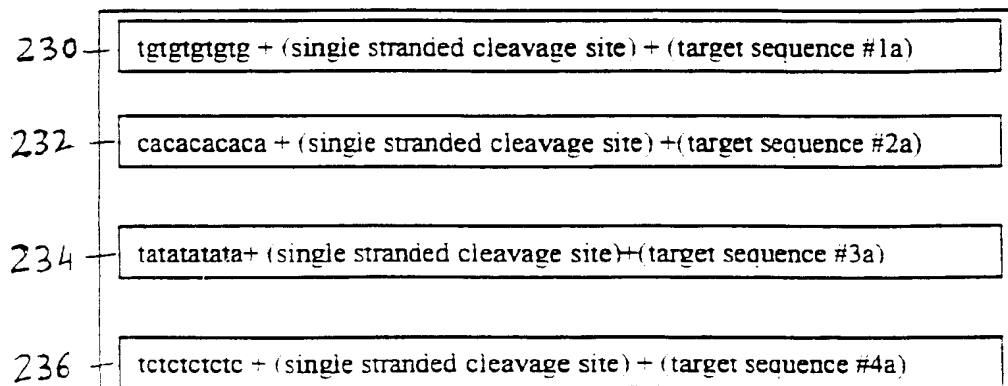 230 tgtgtgtgtg + (single stranded cleavage site) + (target sequence #1a)
232 cacacacaca + (single stranded cleavage site) +(target sequence #2a)
234 tatatatata+ (single stranded cleavage site)+(target sequence #3a)
236 tctctctctc + (single stranded cleavage site) + (target sequence #4a)